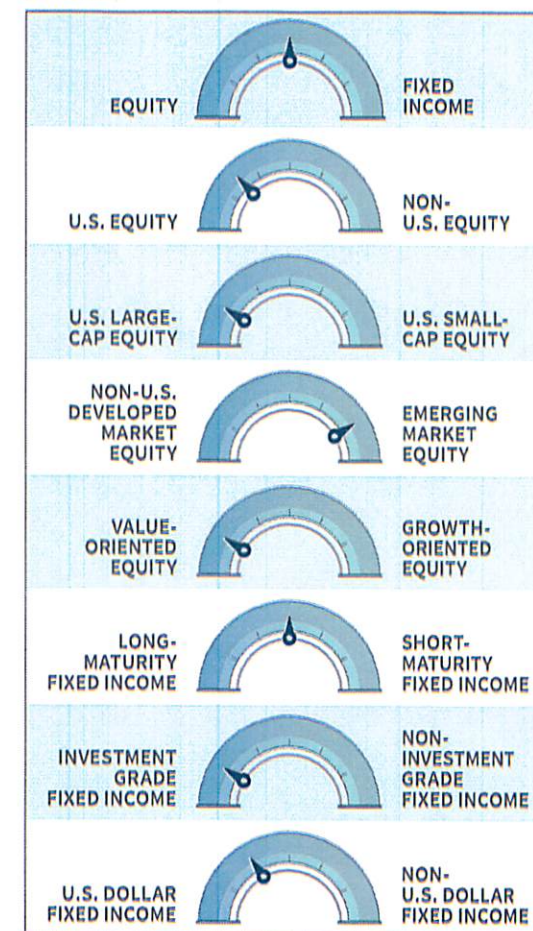 EQUITY
FIXED
INCOME
U.S. EQUITY
NON-
U.S. EQUITY
U.S. LARGE-
CAP EQUITY
U.S. SMALL-
CAP EQUITY
NON-U.S.
DEVELOPED
MARKET
EQUITY
EMERGING
MARKET
EQUITY
VALUE-
ORIENTED
EQUITY
GROWTH-
ORIENTED
EQUITY
LONG-
MATURITY
FIXED INCOME
SHORT-
MATURITY
FIXED INCOME
INVESTMENT
GRADE
FIXED INCOME
NON-
INVESTMENT
GRADE
FIXED INCOME
U.S. DOLLAR
FIXED INCOME
NON-
U.S. DOLLAR
FIXED INCOME